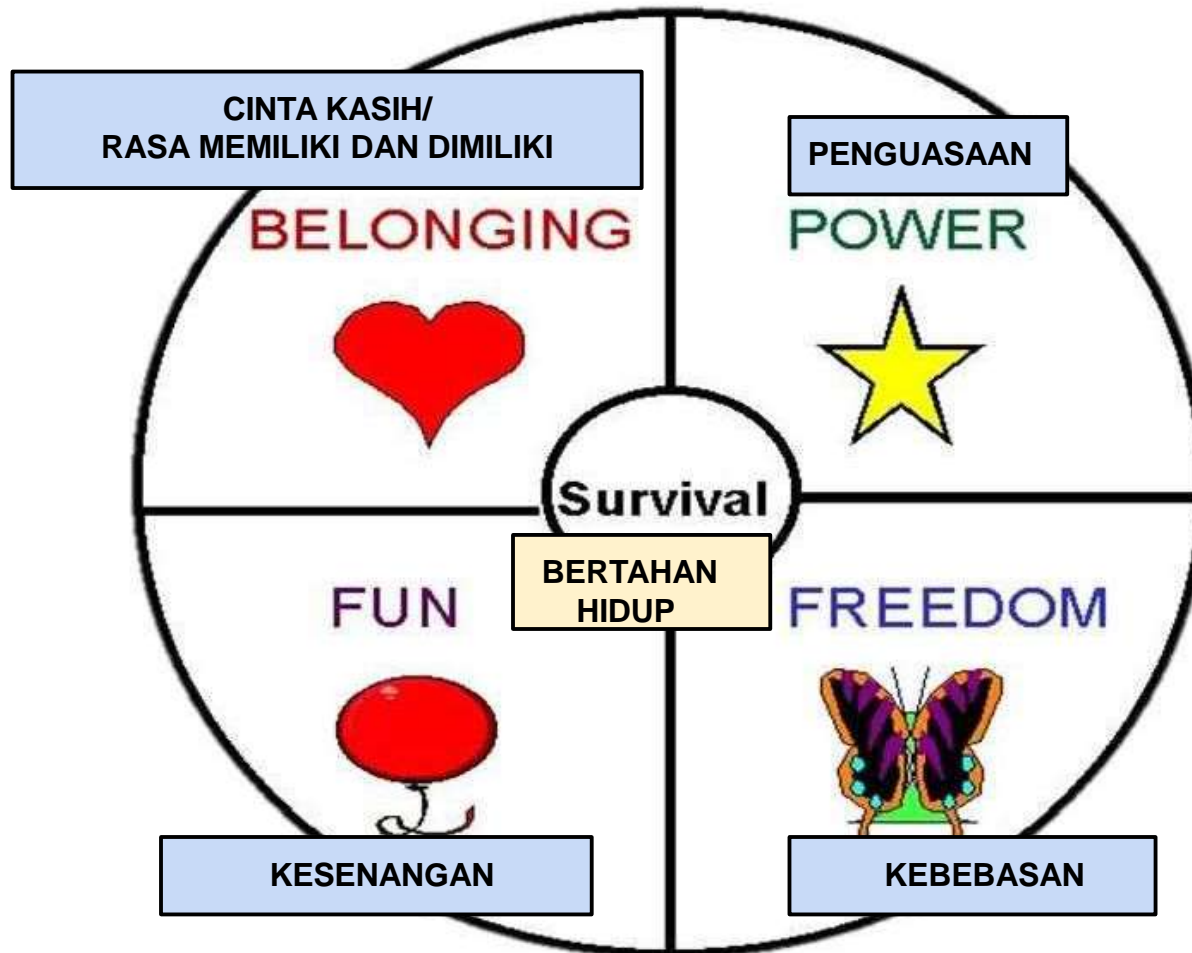 CINTA KASIH/
RASA MEMILIKI DAN DIMILIKI
PENGUASAAN
BELONGING
POWER
Survival
BERTAHAN
HIDUP
FUN
FREEDOM
KESENANGAN
KEBEBASAN